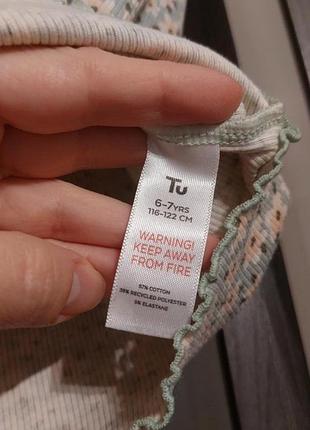 Tu
6-7YRS
116-122 CM
WARNING!
KEEP AWAY
FROM FIRE
57% COTTON
38% RECYCLED POLYESTER
5% ELASTANE